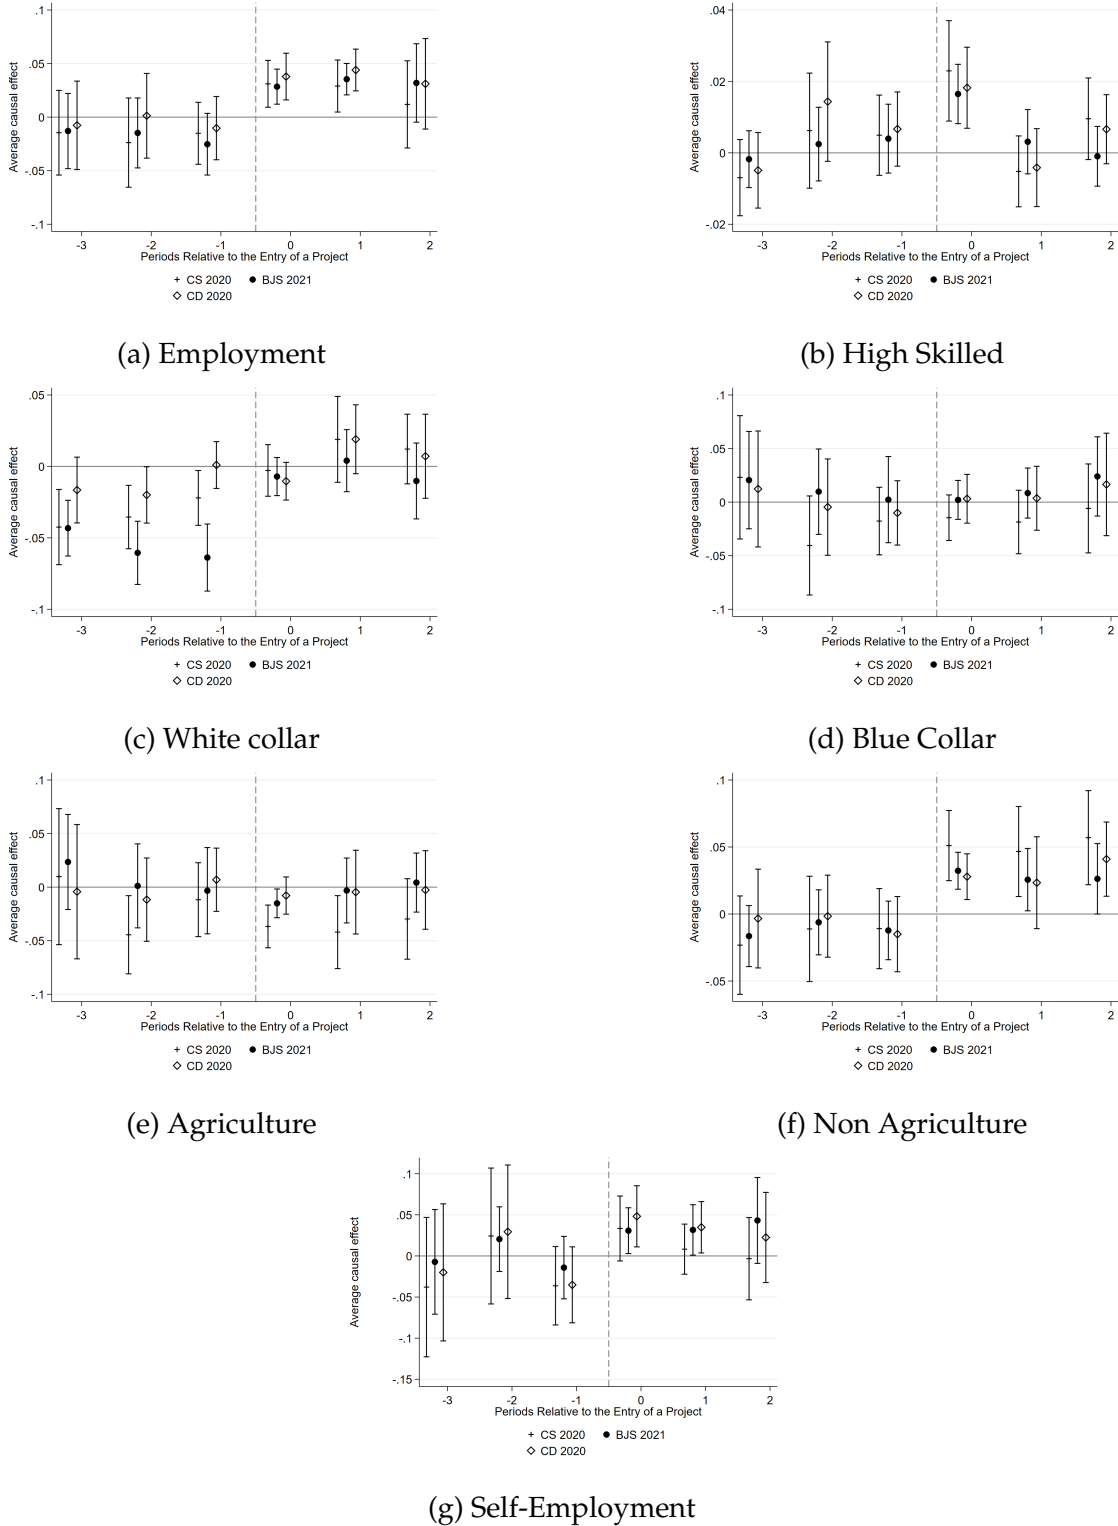 Average causal effect
.1
.05
0
-.05
-.1
-3 -2 -1 0 1 2
Periods Relative to the Entry of a Project
CS 2020 BJS 2021
CD 2020
(a) Employment
Average causal effect
.04
.02
0
-.02
-3 -2 -1 0 1 2
Periods Relative to the Entry of a Project
CS 2020 BJS 2021
CD 2020
(b) High Skilled
Average causal effect
.05
0
-.05
-.1
-3 -2 -1 0 1 2
Periods Relative to the Entry of a Project
CS 2020 BJS 2021
CD 2020
(c) White collar
Average causal effect
.1
.05
0
-.05
-.1
-3 -2 -1 0 1 2
Periods Relative to the Entry of a Project
CS 2020 BJS 2021
CD 2020
(d) Blue Collar
Average causal effect
.1
.05
0
-.05
-.1
-3 -2 -1 0 1 2
Periods Relative to the Entry of a Project
CS 2020 BJS 2021
CD 2020
(e) Agriculture
Average causal effect
.1
.05
0
-.05
-3 -2 -1 0 1 2
Periods Relative to the Entry of a Project
CS 2020 BJS 2021
CD 2020
(f) Non Agriculture
Average causal effect
.1
.05
0
-.05
-.1
-.15
-3 -2 -1 0 1 2
Periods Relative to the Entry of a Project
CS 2020 BJS 2021
CD 2020
(g) Self-Employment